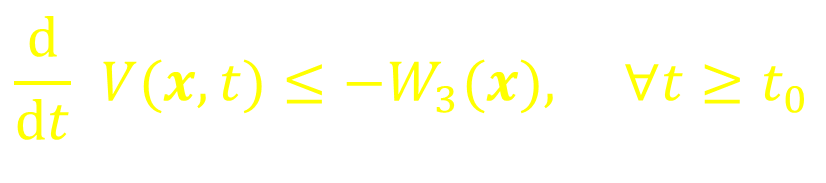 d/dt V(𝒙, t) ≤ −W₃(𝒙), ∀t ≥ t₀